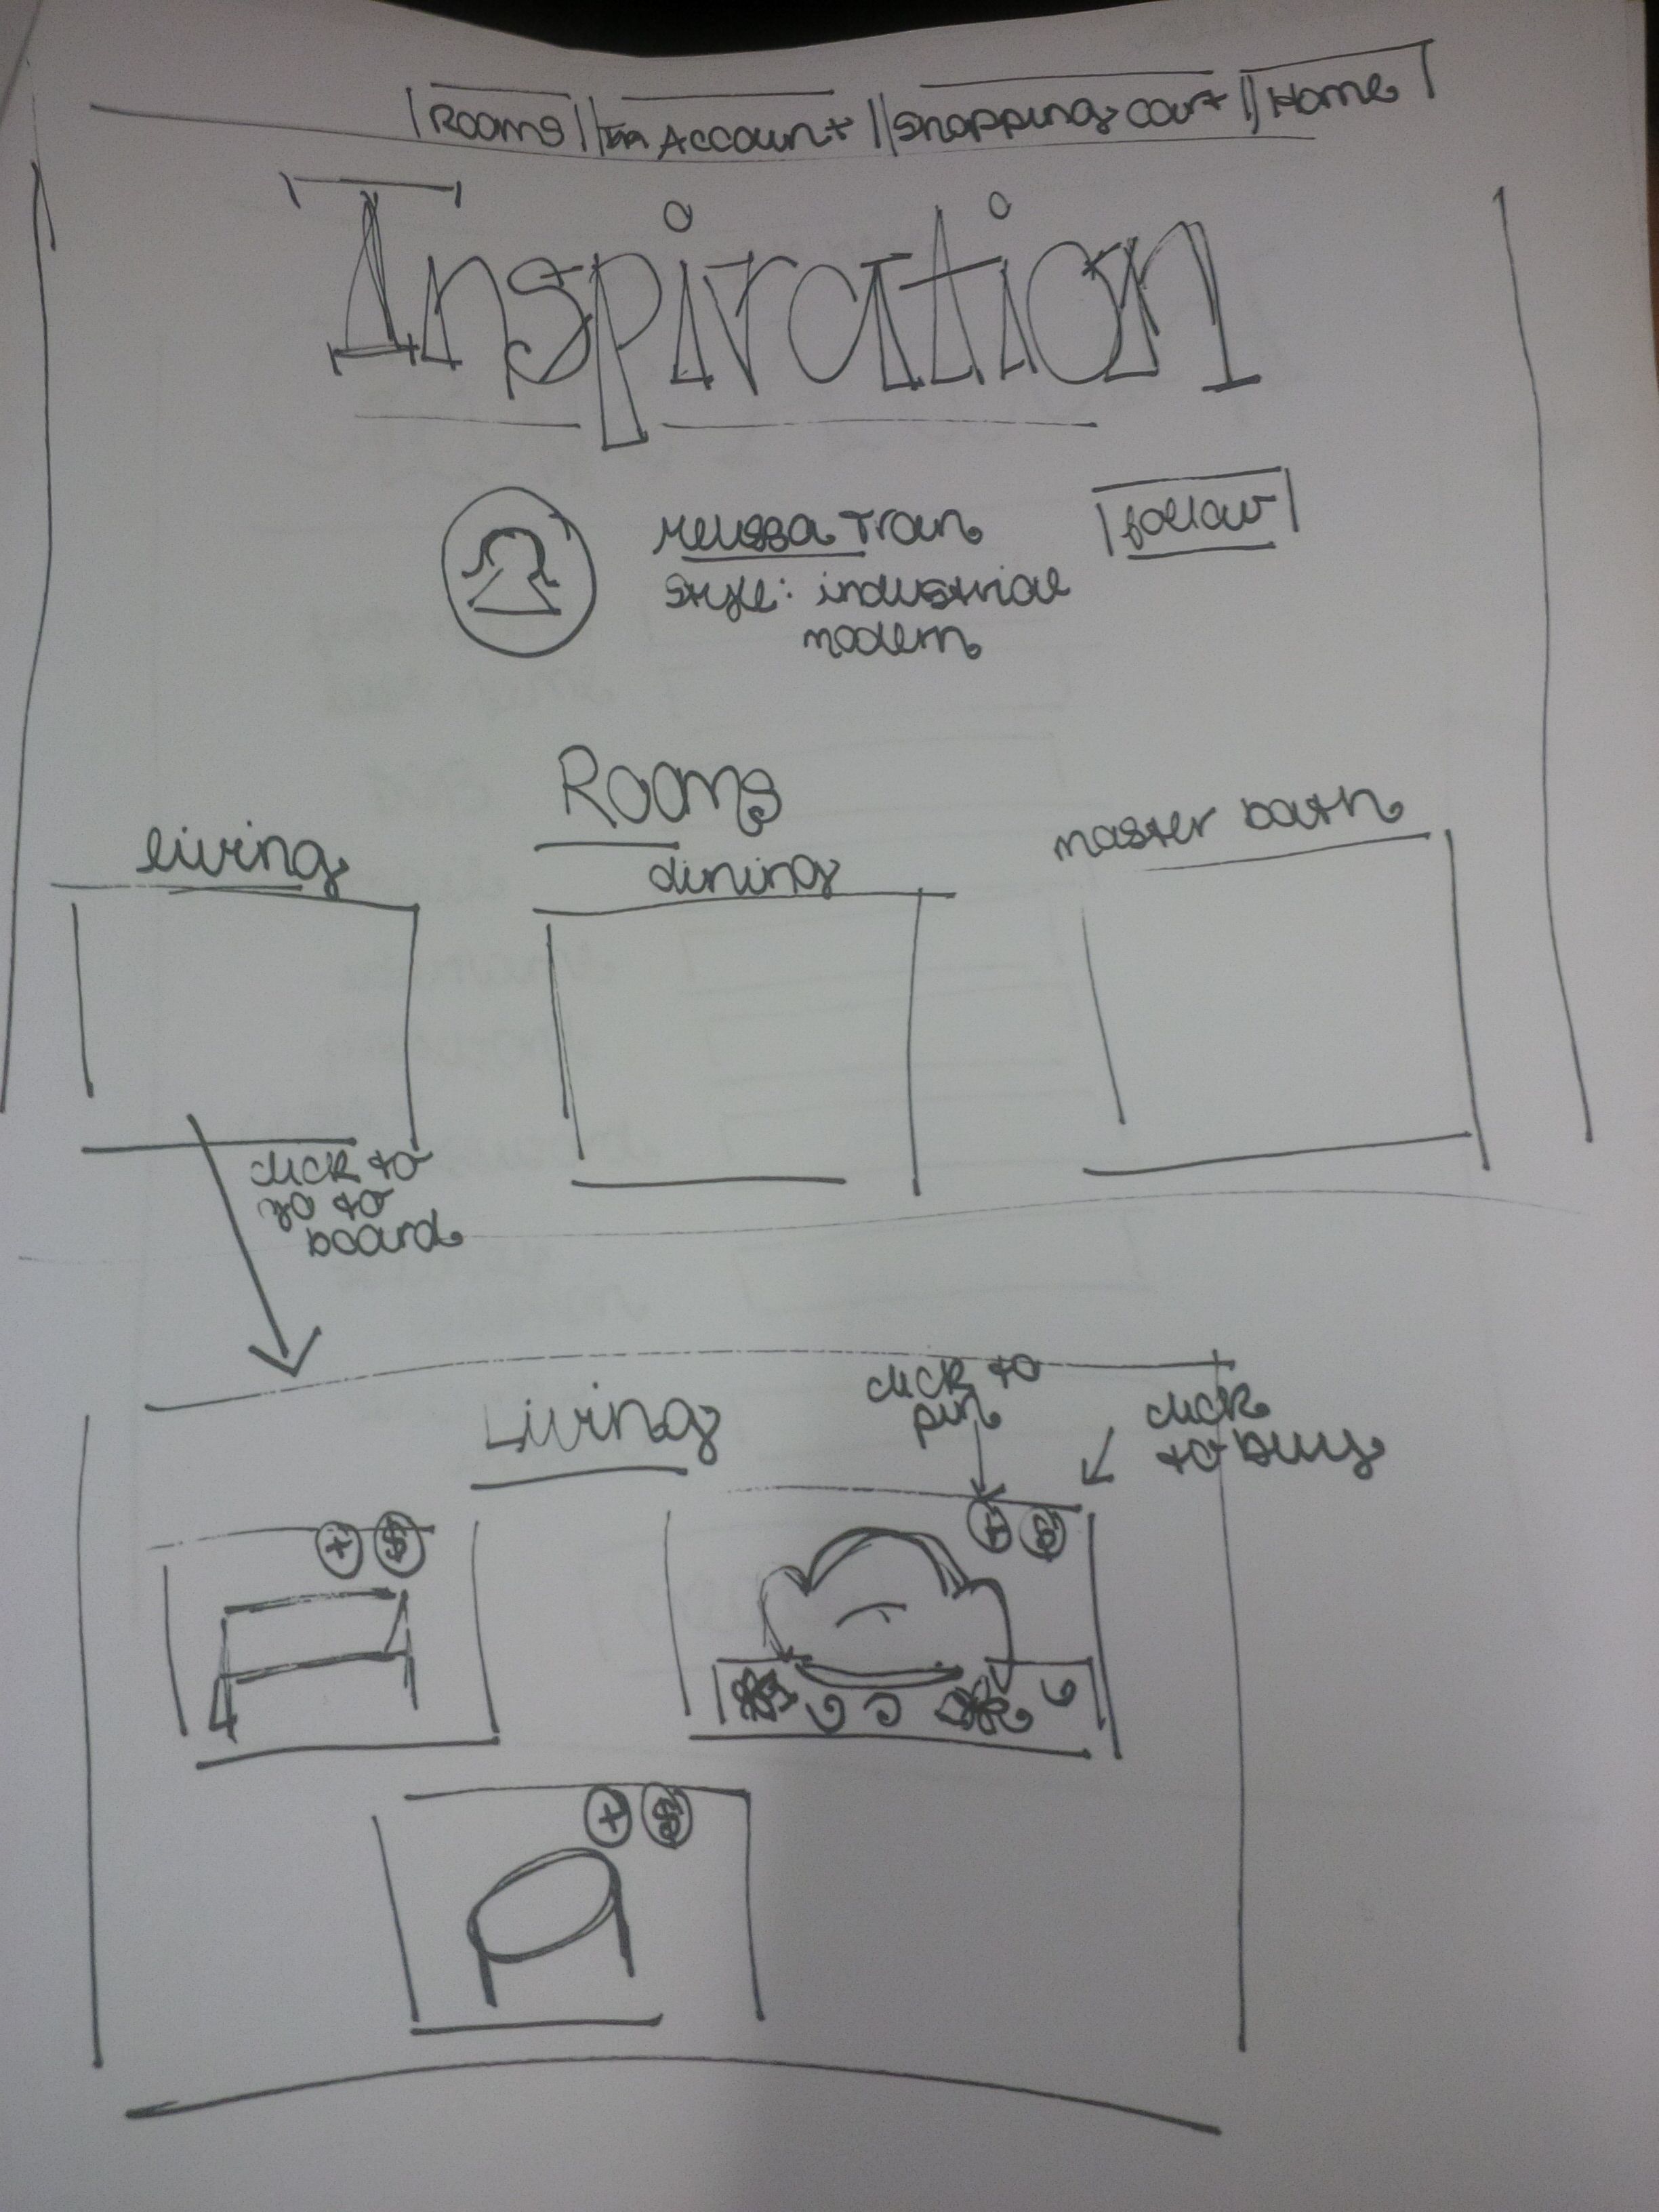 Rooms Account Shopping cart Home
Inspiration
Melissa Tran
follow
Style: industrial
modern
Rooms
living
dining
master bath
click to
go to
board
Living
click to
pin
click
to buy
+ $
+ $
+ $